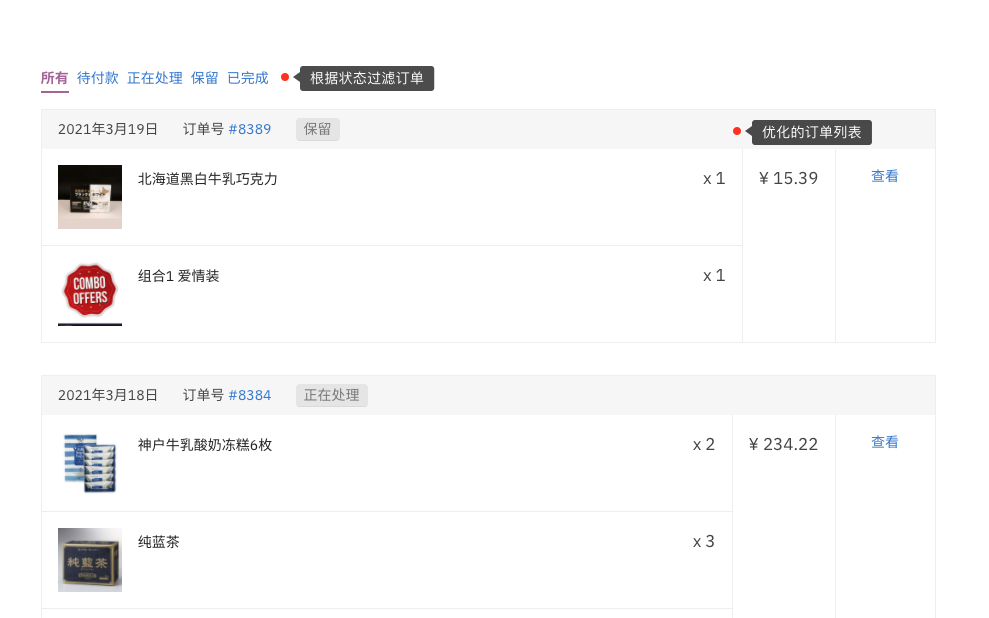 所有 待付款 正在处理 保留 已完成 根据状态过滤订单
2021年3月19日 订单号 #8389 保留 优化的订单列表
北海道黑白牛乳巧克力 x 1 ¥ 15.39 查看
组合1 爱情装 x 1
COMBO
OFFERS
2021年3月18日 订单号 #8384 正在处理
神户牛乳酸奶冻糕6枚 x 2 ¥ 234.22 查看
纯蓝茶 x 3
純藍茶